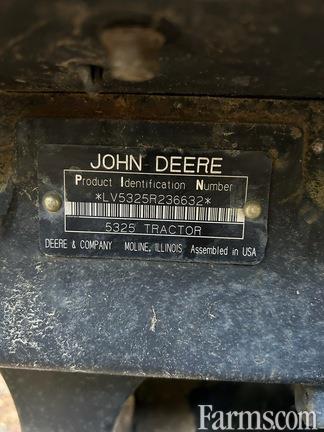 JOHN DEERE
Product Identification Number
*LV5325R236632*
5325 TRACTOR
DEERE & COMPANY MOLINE, ILLINOIS Assembled in USA
Farms.com